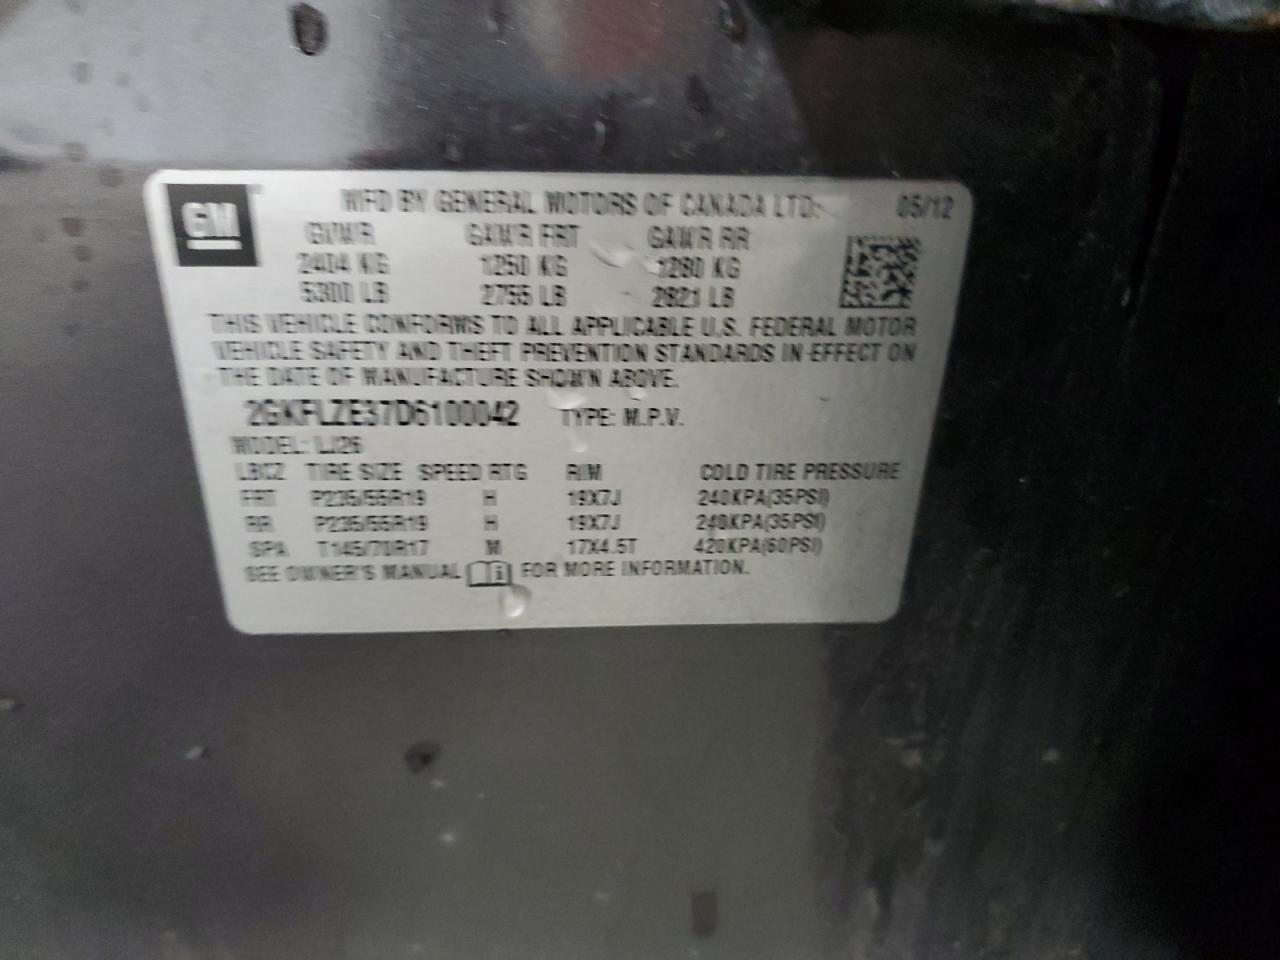 GM
MFD BY GENERAL MOTORS OF CANADA LTD. 05/12
GVWR GAWR FRT GAWR RR
2404 KG 1250 KG 1280 KG
5300 LB 2755 LB 2821 LB
THIS VEHICLE CONFORMS TO ALL APPLICABLE U.S. FEDERAL MOTOR
VEHICLE SAFETY AND THEFT PREVENTION STANDARDS IN EFFECT ON
THE DATE OF MANUFACTURE SHOWN ABOVE.
2GKFLZE37D6100042 TYPE: M.P.V.
MODEL: LJ26
TIRE SIZE SPEED RTG RIM COLD TIRE PRESSURE
FRT P235/55R19 H 19X7J 240KPA(35PSI)
RR P235/55R19 H 19X7J 240KPA(35PSI)
SPA T145/70R17 M 17X4.5T 420KPA(60PSI)
SEE OWNER'S MANUAL FOR MORE INFORMATION.